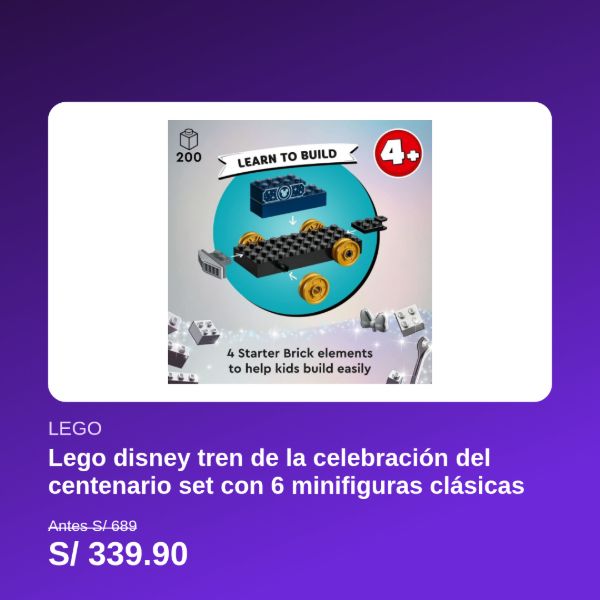 200
LEARN TO BUILD
4+
4 Starter Brick elements
to help kids build easily
LEGO
Lego disney tren de la celebración del
centenario set con 6 minifiguras clásicas
Antes S/ 689
S/ 339.90